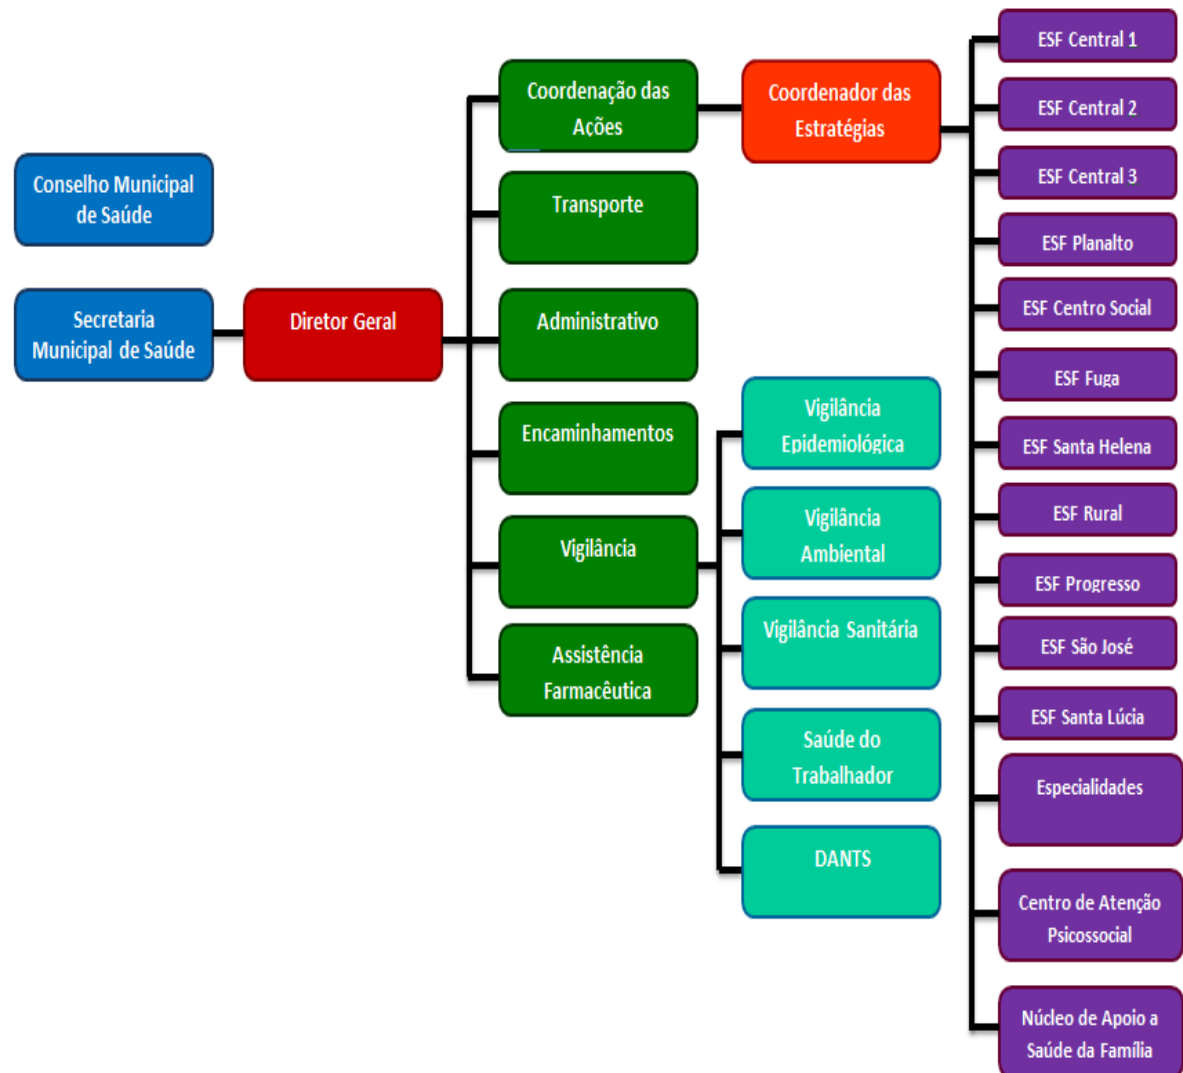 Conselho Municipal
de Saúde
Secretaria
Municipal de Saúde
Diretor Geral
Coordenação das
Ações
Transporte
Administrativo
Encaminhamentos
Vigilância
Assistência
Farmacêutica
Coordenador das
Estratégias
Vigilância
Epidemiológica
Vigilância
Ambiental
Vigilância Sanitária
Saúde do
Trabalhador
DANTS
ESF Central 1
ESF Central 2
ESF Central 3
ESF Planalto
ESF Centro Social
ESF Fuga
ESF Santa Helena
ESF Rural
ESF Progresso
ESF São José
ESF Santa Lúcia
Especialidades
Centro de Atenção
Psicossocial
Núcleo de Apoio a
Saúde da Família